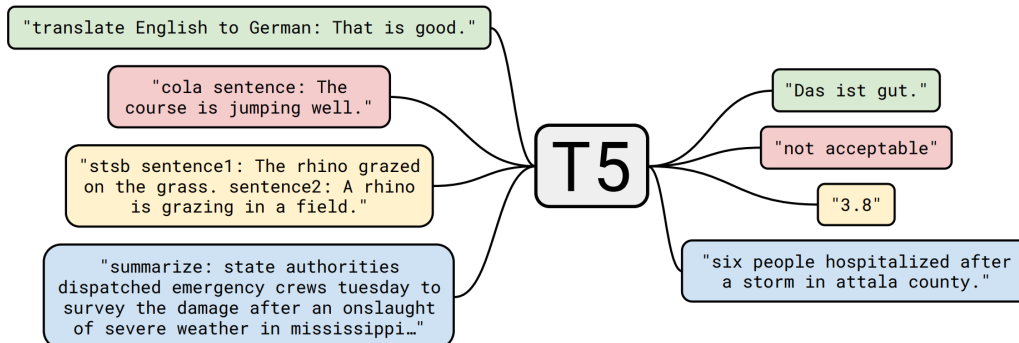 "translate English to German: That is good."
"cola sentence: The
course is jumping well."
"stsb sentence1: The rhino grazed
on the grass. sentence2: A rhino
is grazing in a field."
"summarize: state authorities
dispatched emergency crews tuesday to
survey the damage after an onslaught
of severe weather in mississippi…"
T5
"Das ist gut."
"not acceptable"
"3.8"
"six people hospitalized after
a storm in attala county."